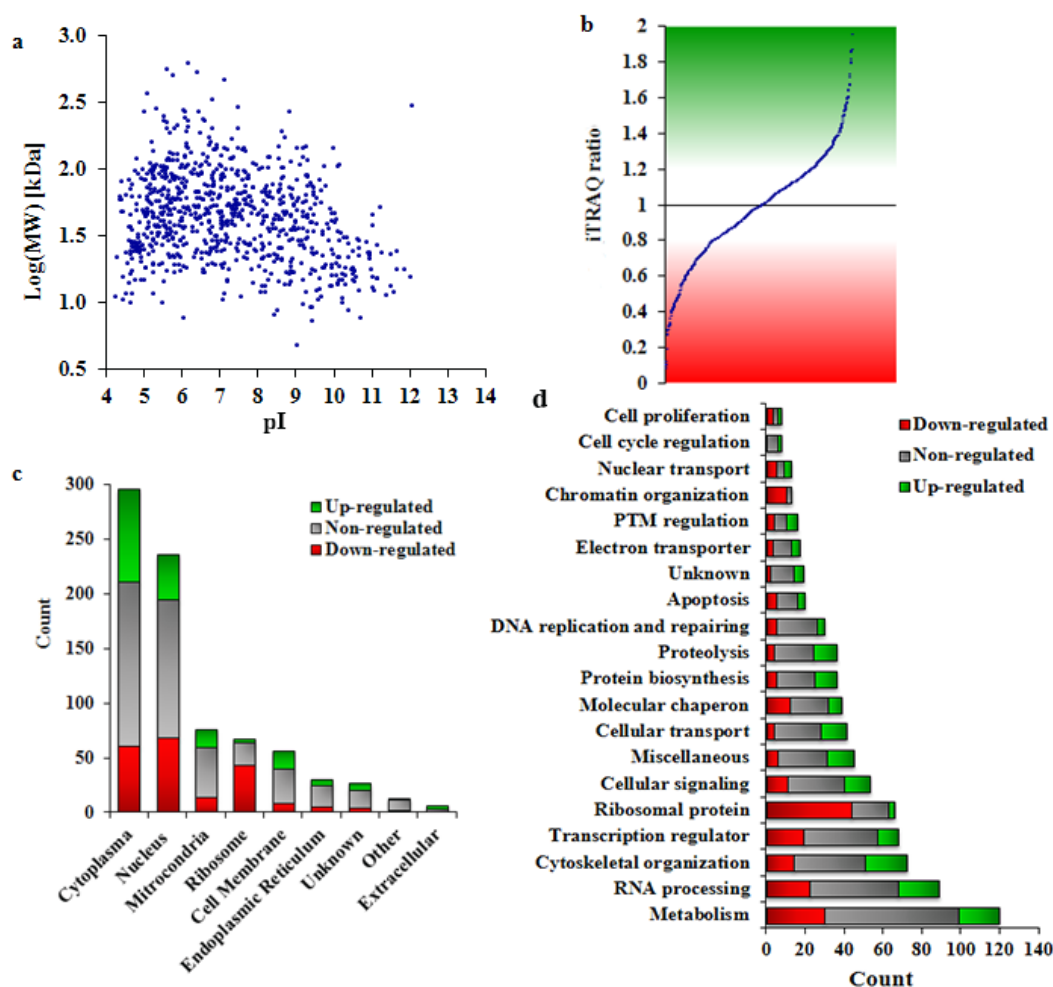 a
3.0
2.5
2.0
1.5
1.0
0.5
Log(MW) [kDa]
4 5 6 7 8 9 10 11 12 13 14
pI
b
2
1.8
1.6
1.4
1.2
1
0.8
0.6
0.4
0.2
0
iTRAQ ratio
c
300
250
200
150
100
50
0
Count
Up-regulated
Non-regulated
Down-regulated
Cytoplasma
Nucleus
Mitrocondria
Ribosome
Cell Membrane
Endoplasmic Reticulum
Unknown
Other
Extracellular
d
Cell proliferation
Cell cycle regulation
Nuclear transport
Chromatin organization
PTM regulation
Electron transporter
Unknown
Apoptosis
DNA replication and repairing
Proteolysis
Protein biosynthesis
Molecular chaperon
Cellular transport
Miscellaneous
Cellular signaling
Ribosomal protein
Transcription regulator
Cytoskeletal organization
RNA processing
Metabolism
Down-regulated
Non-regulated
Up-regulated
0 20 40 60 80 100 120 140
Count